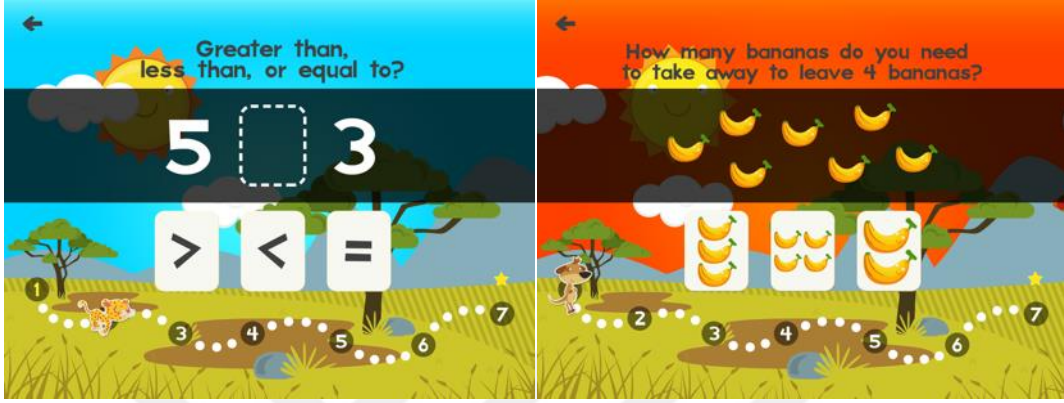 Greater than,
less than, or equal to?
5 3
> < =
1
3
4
5
6
7
How many bananas do you need
to take away to leave 4 bananas?
2
3
4
5
6
7